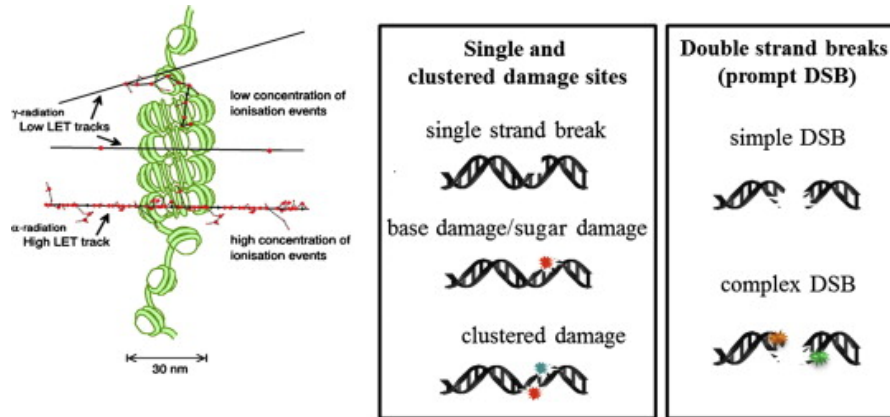 γ-radiation
Low LET tracks
low concentration of
ionisation events
α-radiation
High LET track
high concentration of
ionisation events
30 nm
Single and
clustered damage sites
single strand break
base damage/sugar damage
clustered damage
Double strand breaks
(prompt DSB)
simple DSB
complex DSB